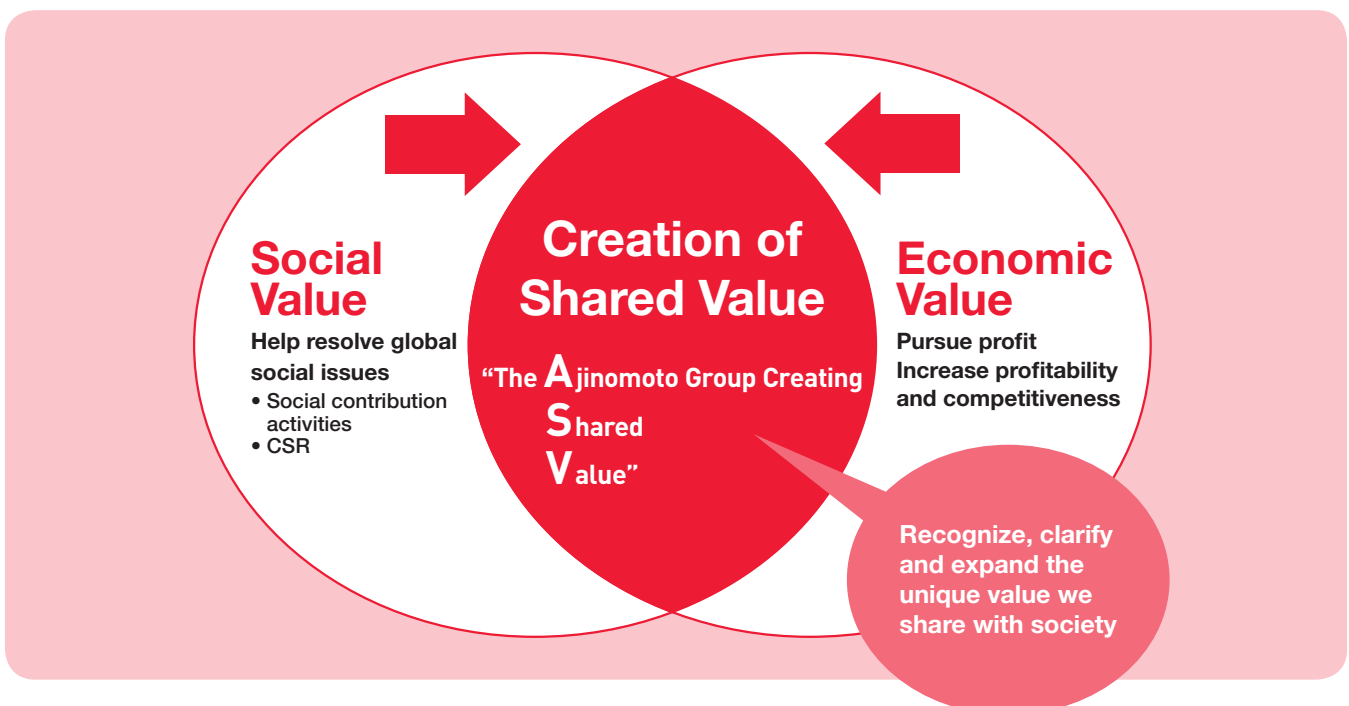 Social
Value
Help resolve global
social issues
• Social contribution
activities
• CSR
Creation of
Shared Value
“The Ajinomoto Group Creating
Shared
Value”
Economic
Value
Pursue profit
Increase profitability
and competitiveness
Recognize, clarify
and expand the
unique value we
share with society